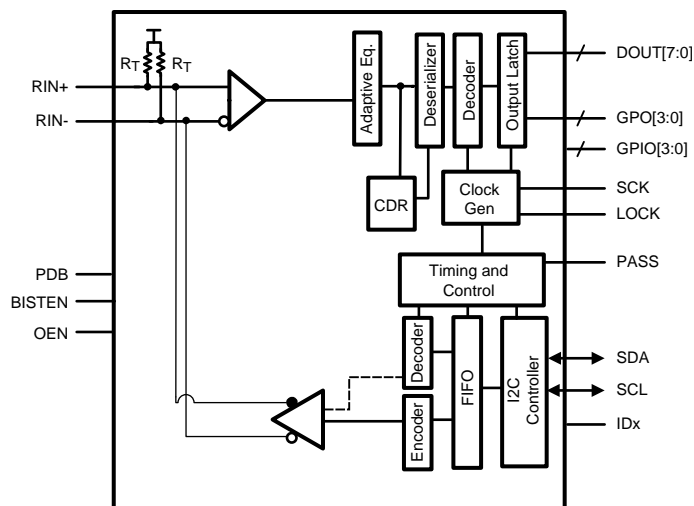 RT
RT
RIN+
RIN-
Adaptive Eq.
Deserializer
Decoder
Output Latch
DOUT[7:0]
GPO[3:0]
GPIO[3:0]
CDR
Clock
Gen
SCK
LOCK
PDB
BISTEN
OEN
Timing and
Control
PASS
Decoder
Encoder
FIFO
I2C
Controller
SDA
SCL
IDx